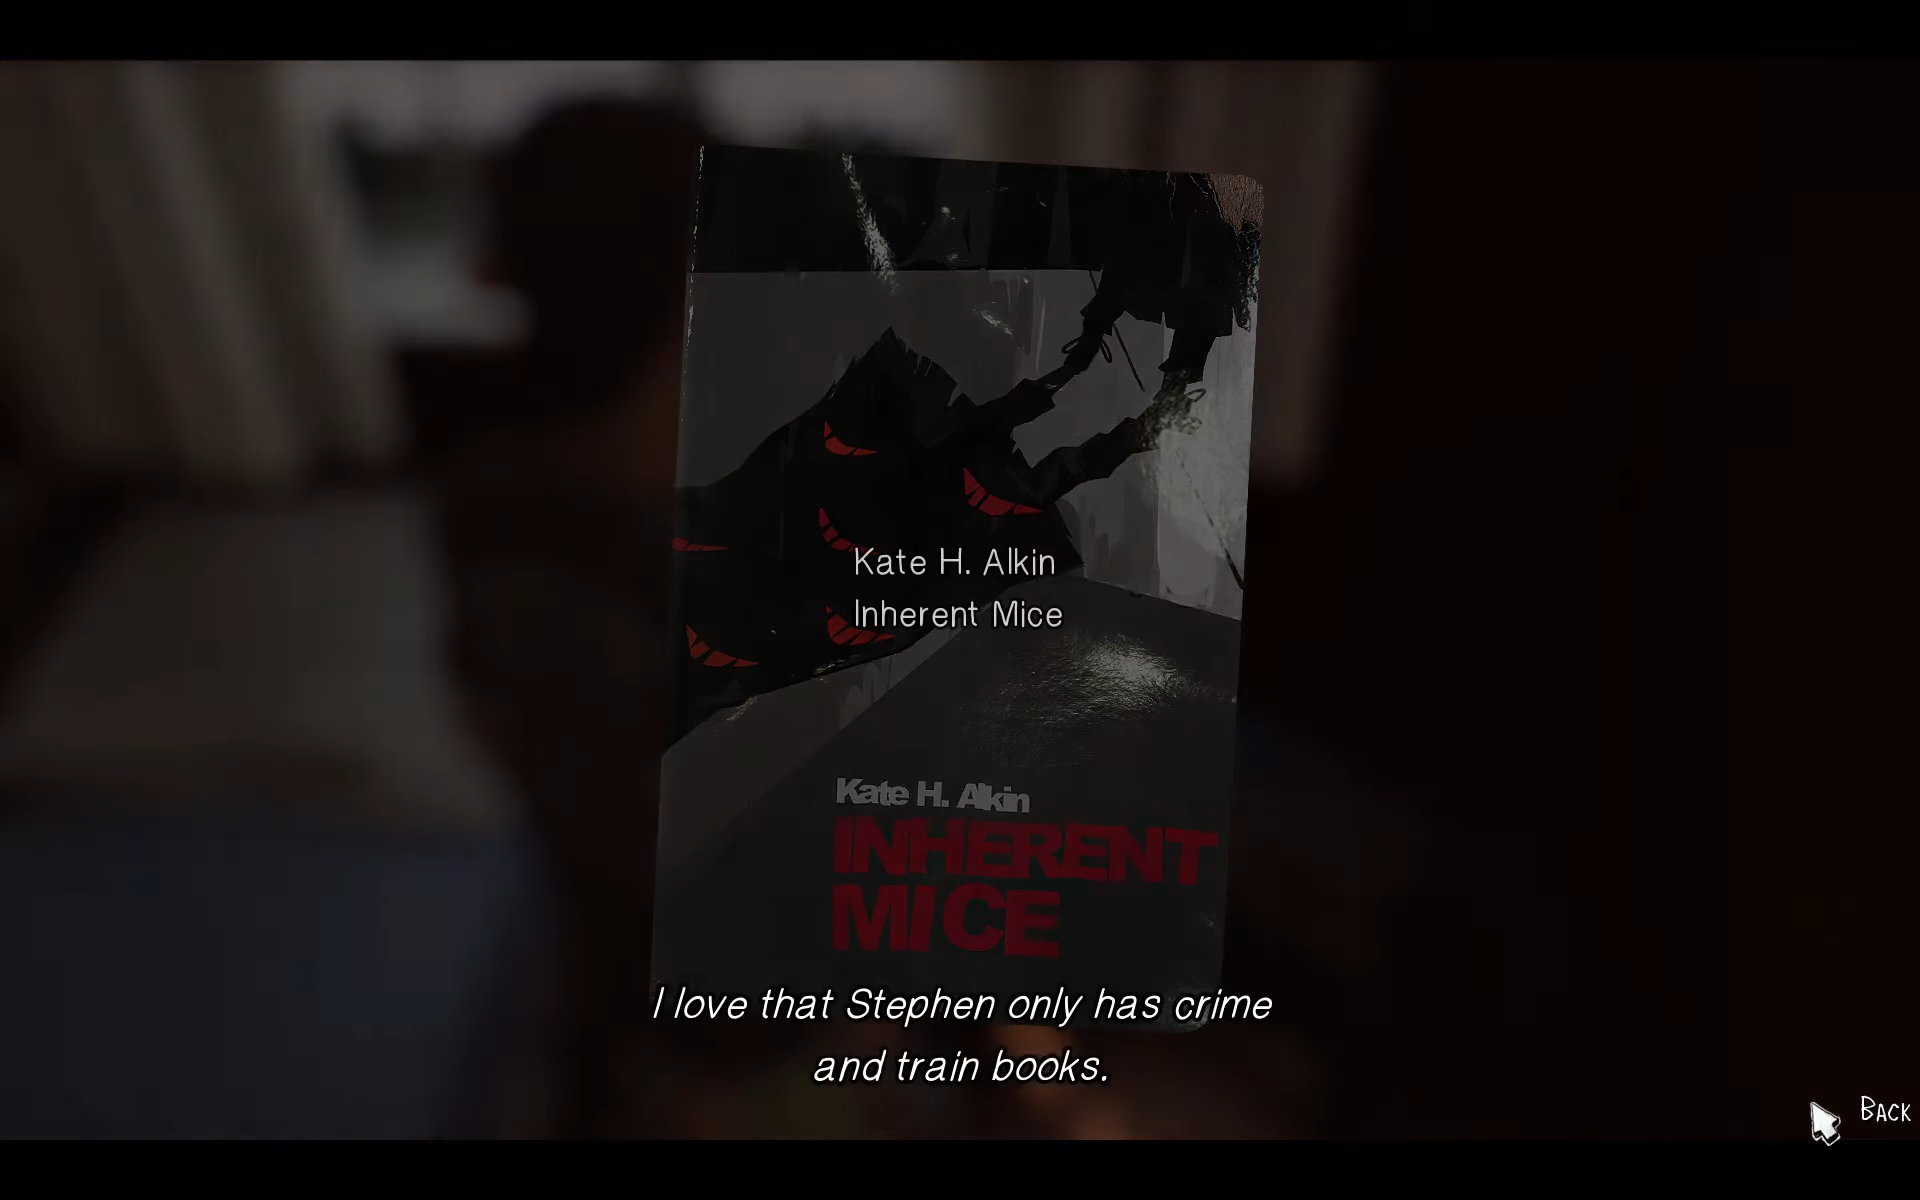 Kate H. Alkin
Inherent Mice
Kate H. Alkin
INHERENT
MICE
I love that Stephen only has crime
and train books.
BACK